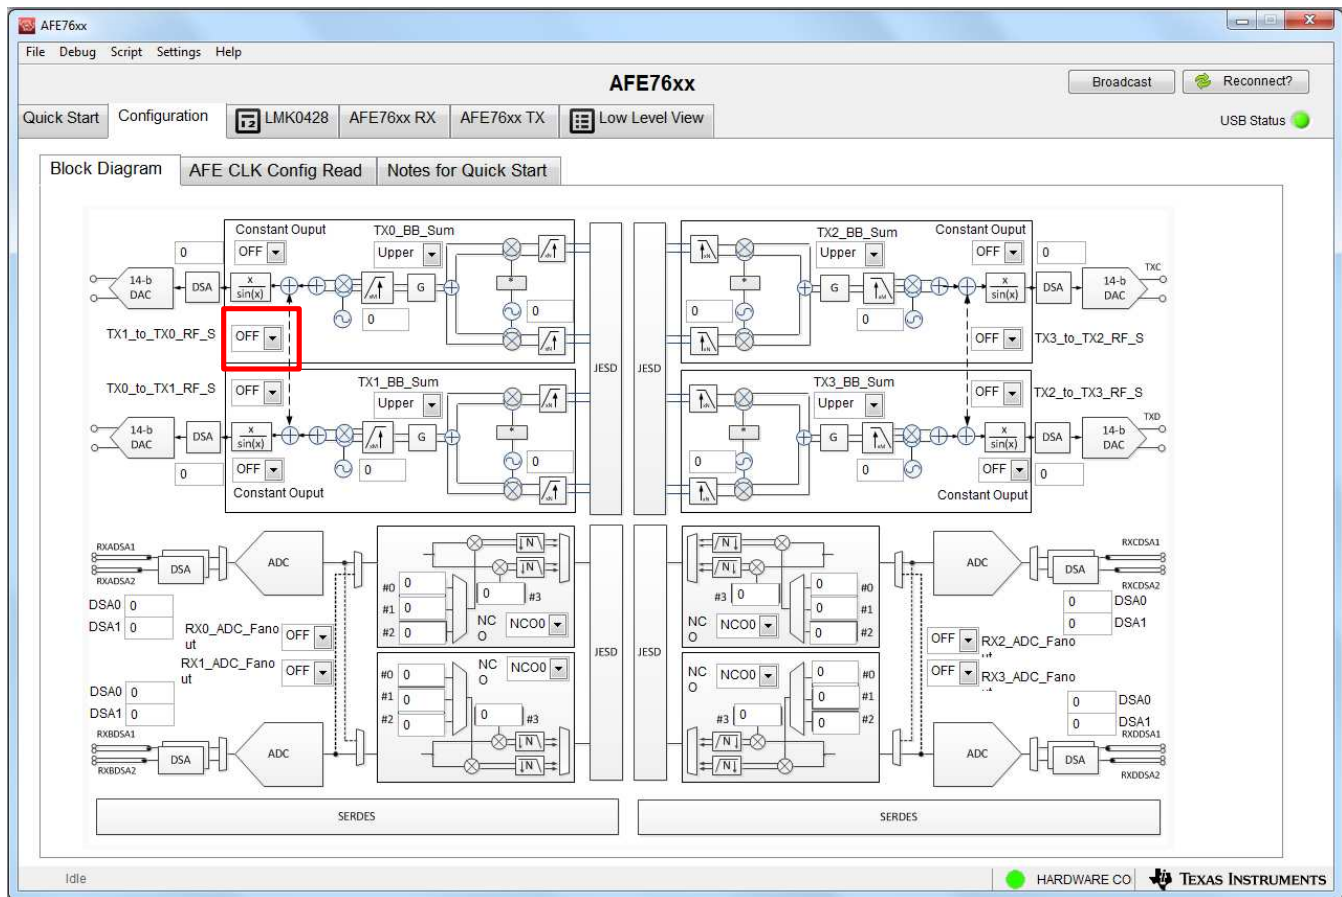 AFE76xx
File Debug Script Settings Help
AFE76xx
Broadcast
Reconnect?
Quick Start
Configuration
LMK0428
AFE76xx RX
AFE76xx TX
Low Level View
USB Status
Block Diagram
AFE CLK Config Read
Notes for Quick Start
Constant Ouput
TX0_BB_Sum
0
OFF
Upper
14-b
DAC
DSA
x
sin(x)
G
*
0
0
TX1_to_TX0_RF_S
OFF
TX0_to_TX1_RF_S
OFF
TX1_BB_Sum
Upper
14-b
DAC
DSA
x
sin(x)
G
*
0
OFF
0
0
Constant Ouput
JESD
JESD
TX2_BB_Sum
Constant Ouput
Upper
OFF
0
TXC
G
x
sin(x)
DSA
14-b
DAC
*
0
0
OFF
TX3_to_TX2_RF_S
TX3_BB_Sum
OFF
TX2_to_TX3_RF_S
Upper
TXD
*
G
x
sin(x)
DSA
14-b
DAC
0
0
OFF
0
Constant Ouput
RXADSA1
RXADSA2
DSA
ADC
DSA0 0
DSA1 0
RX0_ADC_Fano
ut
OFF
RX1_ADC_Fano
ut
OFF
N
N
#0 0
#1 0
#2 0
0 #3
NC
O
NCO0
#0 0
#1 0
#2 0
NC
O
NCO0
0 #3
N
N
DSA0 0
DSA1 0
RXBDSA1
RXBDSA2
DSA
ADC
JESD
JESD
N
N
#3 0
0 #0
0 #1
0 #2
NC
O
NCO0
NC
O
NCO0
0 #0
0 #1
0 #2
#3 0
N
N
ADC
DSA
RXCDSA1
RXCDSA2
0 DSA0
0 DSA1
OFF
RX2_ADC_Fano
OFF
RX3_ADC_Fano
0 DSA0
0 DSA1
RXDDSA1
RXDDSA2
ADC
DSA
SERDES
SERDES
Idle
HARDWARE CO
TEXAS INSTRUMENTS